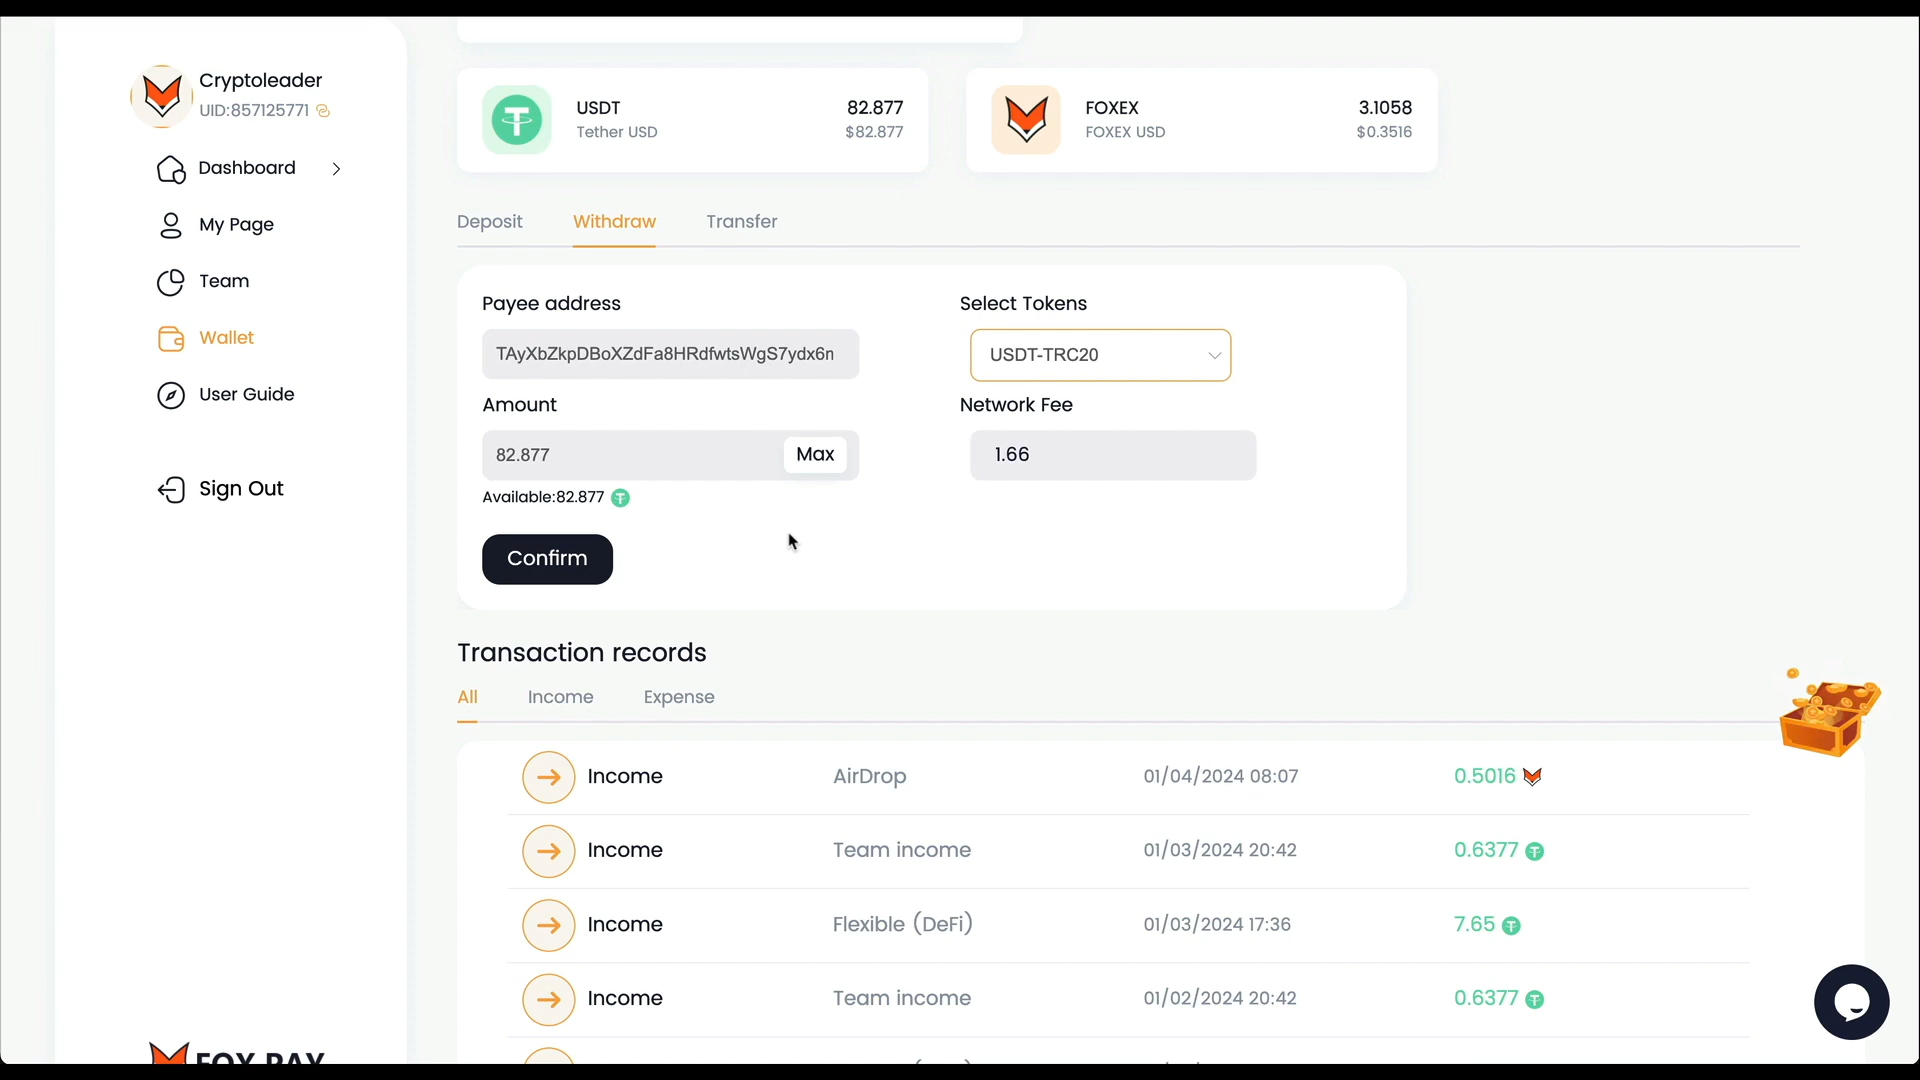 Cryptoleader
UID:857125771
Dashboard
My Page
Team
Wallet
User Guide
Sign Out
FOX PAY
USDT
82.877
Tether USD
$82.877
FOXEX
3.1058
FOXEX USD
$0.3516
Deposit Withdraw Transfer
Payee address
Select Tokens
TAyXbZkpDBoXZdFa8HRdfwtsWgS7ydx6n
USDT-TRC20
Amount
Network Fee
82.877
Max
1.66
Available:82.877
Confirm
Transaction records
All Income Expense
Income AirDrop 01/04/2024 08:07 0.5016
Income Team income 01/03/2024 20:42 0.6377
Income Flexible (DeFi) 01/03/2024 17:36 7.65
Income Team income 01/02/2024 20:42 0.6377